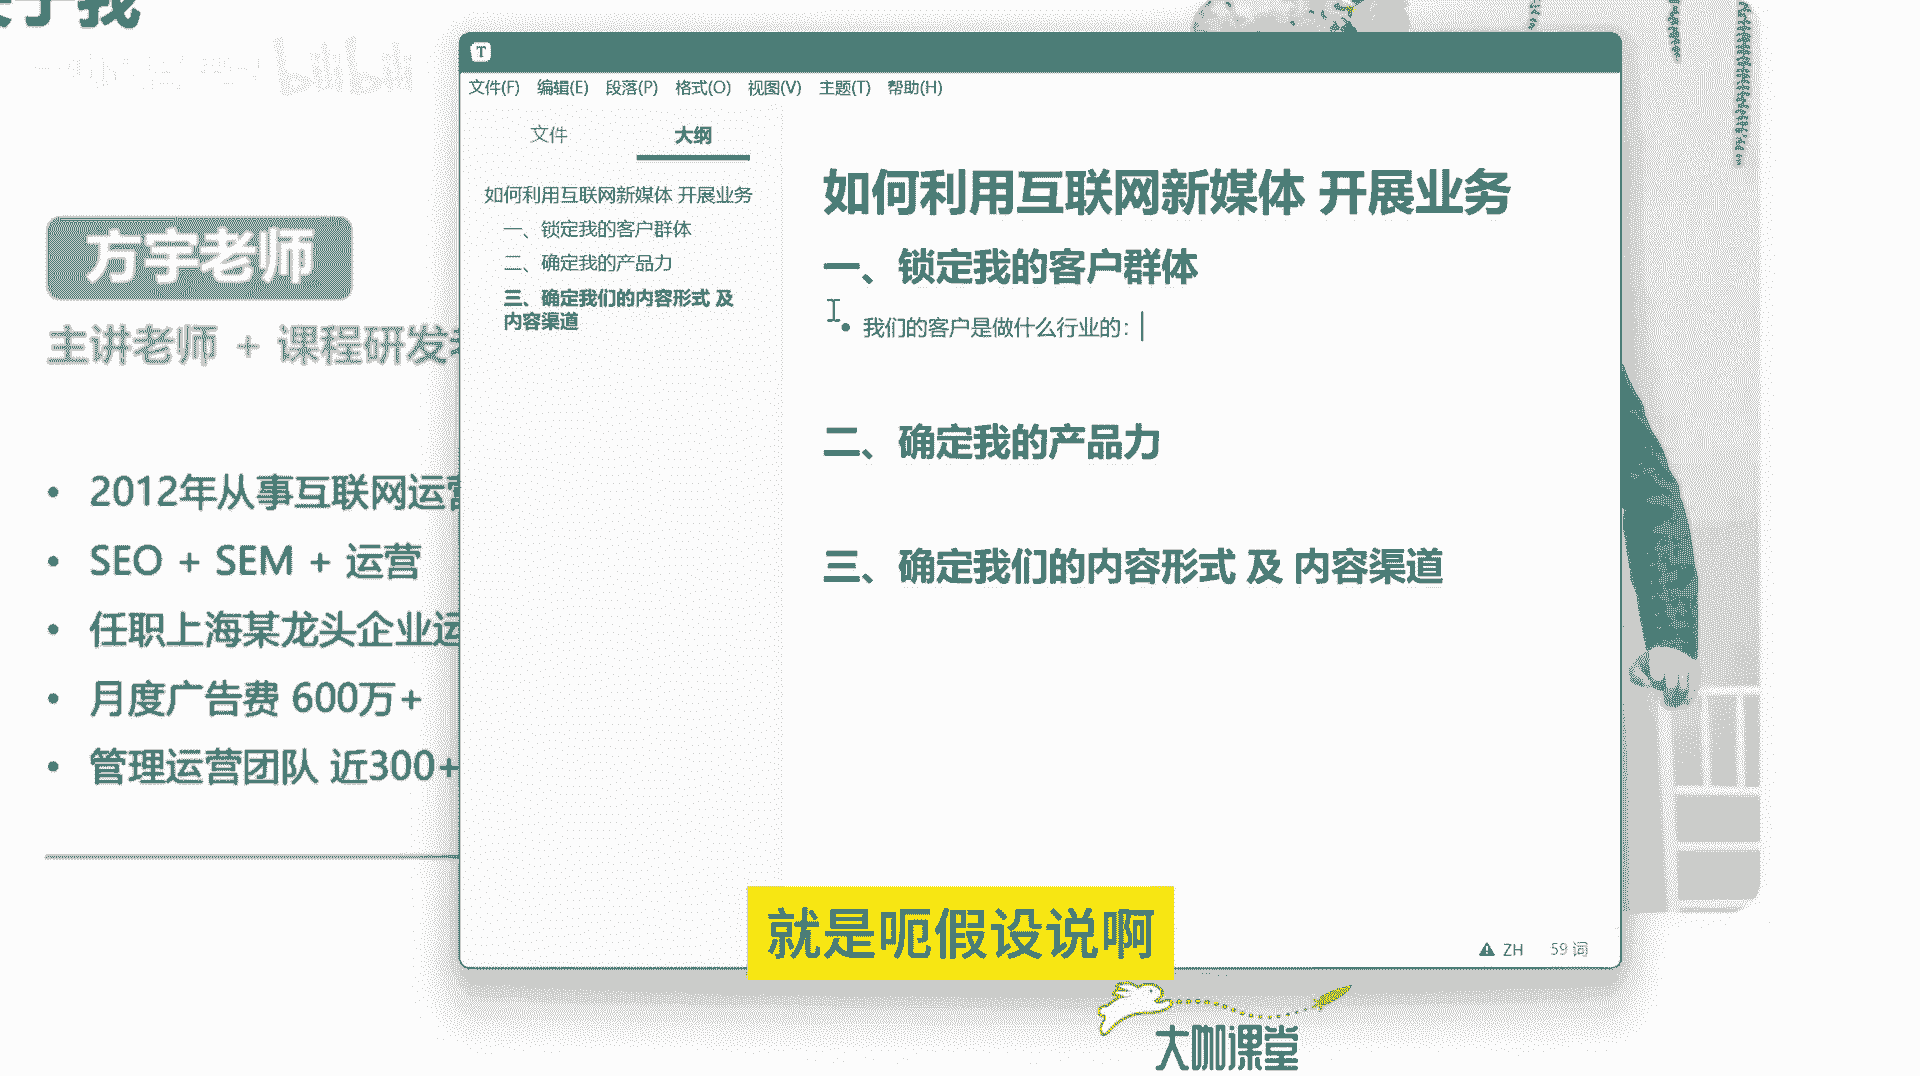 于我
bilibili
方宇老师
主讲老师 + 课程研发
2012年从事互联网运营
SEO + SEM + 运营
任职上海某龙头企业运
月度广告费 600万+
管理运营团队 近300+
T
文件(F) 编辑(E) 段落(P) 格式(O) 视图(V) 主题(T) 帮助(H)
文件 大纲
如何利用互联网新媒体 开展业务
一、锁定我的客户群体
二、确定我的产品力
三、确定我们的内容形式 及
内容渠道
如何利用互联网新媒体 开展业务
一、锁定我的客户群体
我们的客户是做什么行业的：
二、确定我的产品力
三、确定我们的内容形式 及 内容渠道
ZH 59 词
就是呃假设说啊
大咖课堂